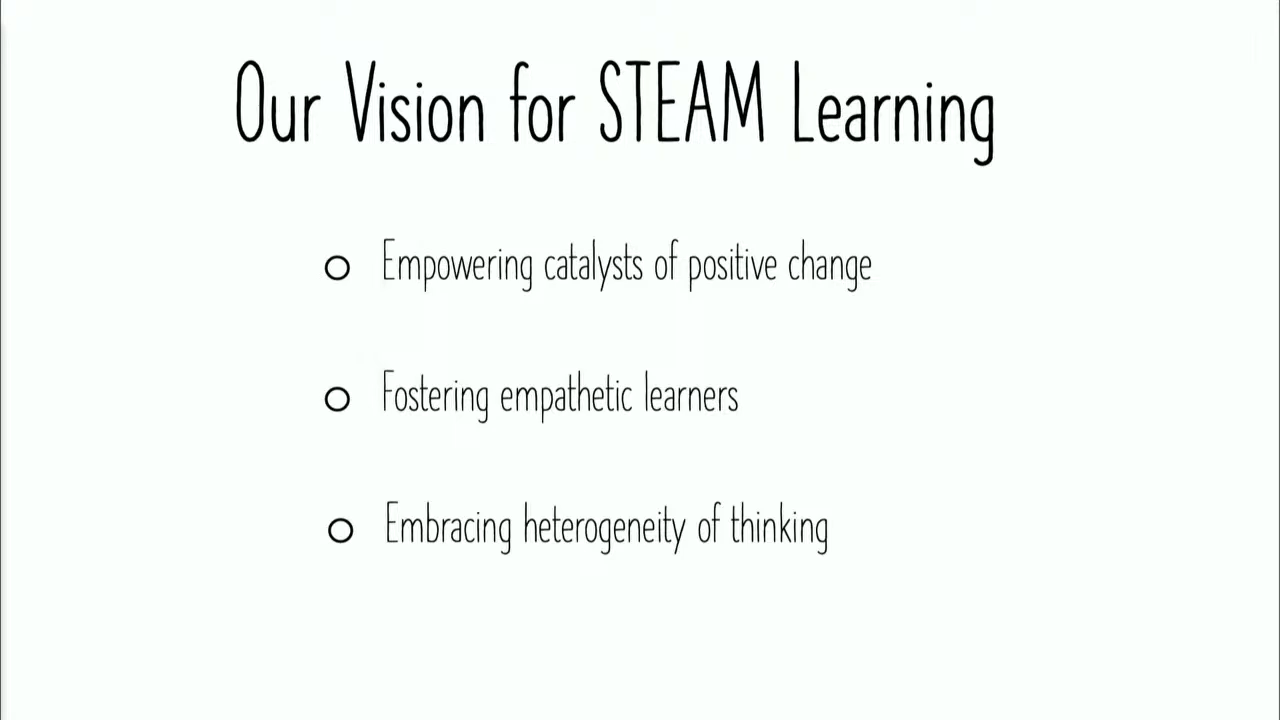 Our Vision for STEAM Learning
Empowering catalysts of positive change
Fostering empathetic learners
Embracing heterogeneity of thinking